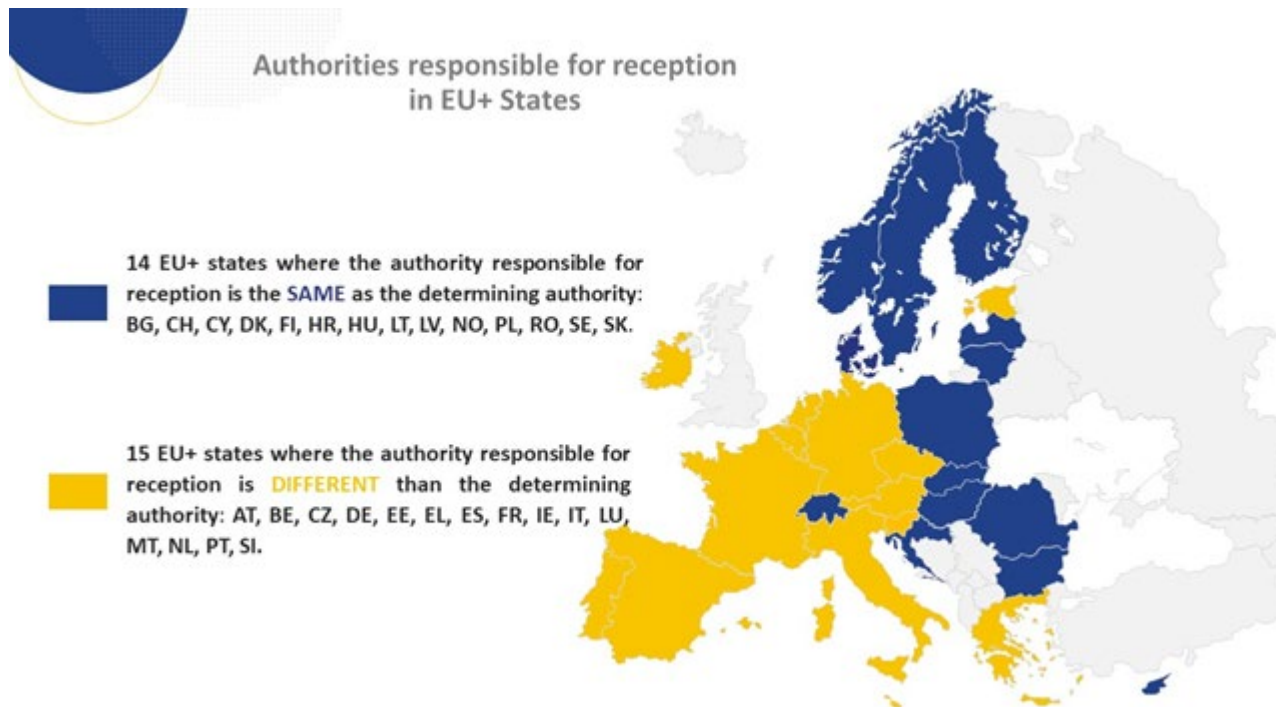 Authorities responsible for reception
in EU+ States
14 EU+ states where the authority responsible for
reception is the SAME as the determining authority:
BG, CH, CY, DK, FI, HR, HU, LT, LV, NO, PL, RO, SE, SK.
15 EU+ states where the authority responsible for
reception is DIFFERENT than the determining
authority: AT, BE, CZ, DE, EE, EL, ES, FR, IE, IT, LU,
MT, NL, PT, SI.